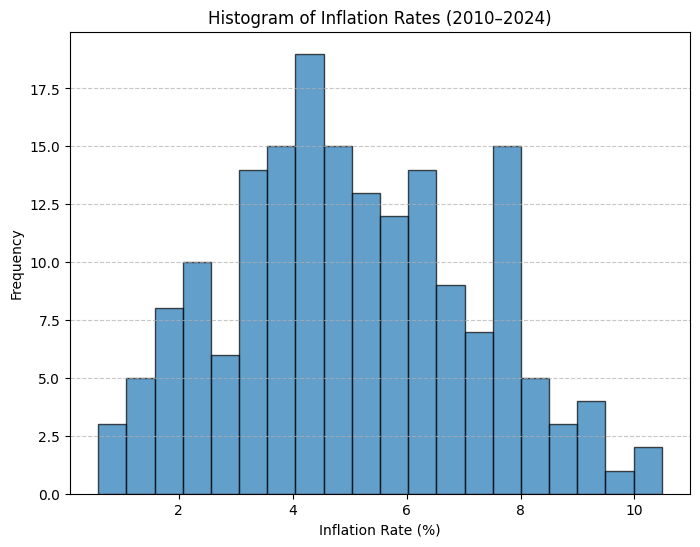 Histogram of Inflation Rates (2010–2024)
17.5
15.0
12.5
10.0
7.5
5.0
2.5
0.0
Frequency
2 4 6 8 10
Inflation Rate (%)